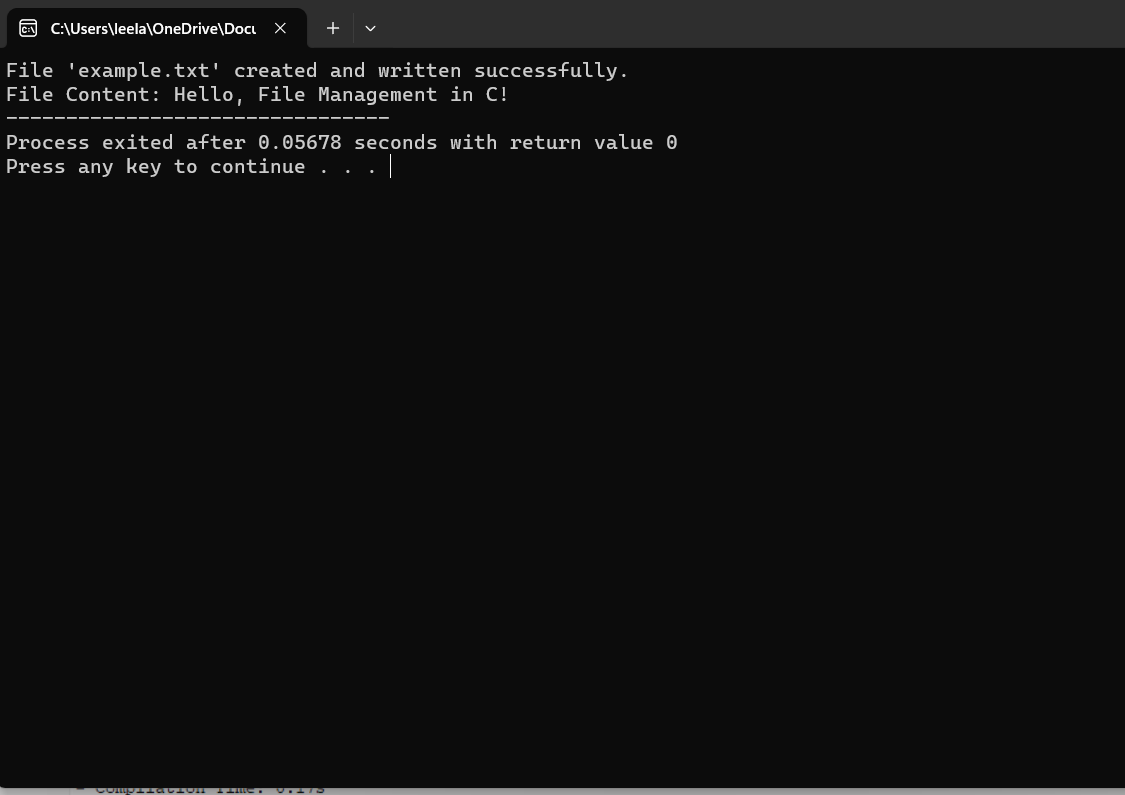 C:\Users\leela\OneDrive\Docu
File 'example.txt' created and written successfully.
File Content: Hello, File Management in C!
--------------------------------
Process exited after 0.05678 seconds with return value 0
Press any key to continue . . .
- Compilation Time: 0.17s